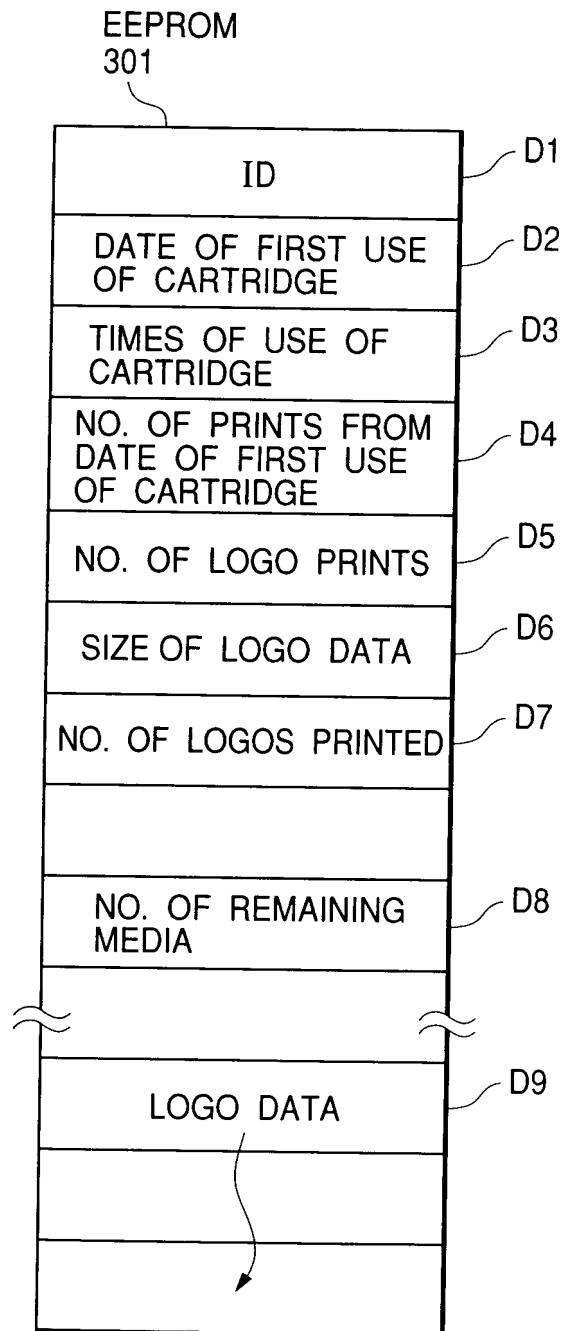 EEPROM
301
ID
D1
DATE OF FIRST USE
OF CARTRIDGE
D2
TIMES OF USE OF
CARTRIDGE
D3
NO. OF PRINTS FROM
DATE OF FIRST USE
OF CARTRIDGE
D4
NO. OF LOGO PRINTS
D5
SIZE OF LOGO DATA
D6
NO. OF LOGOS PRINTED
D7
NO. OF REMAINING
MEDIA
D8
LOGO DATA
D9